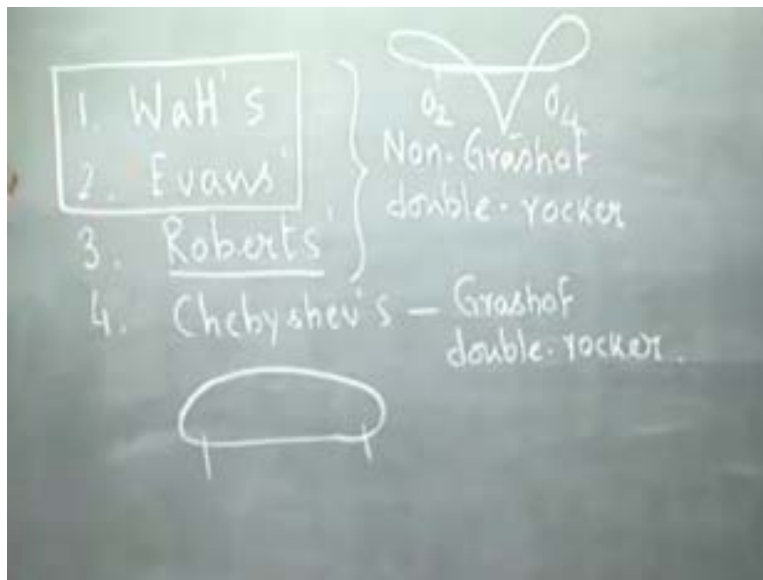 1. Watt's
2. Evans'
3. Roberts'
4. Chebyshev's – Grashof
double-rocker.
O2 O4
Non-Grashof
double-rocker